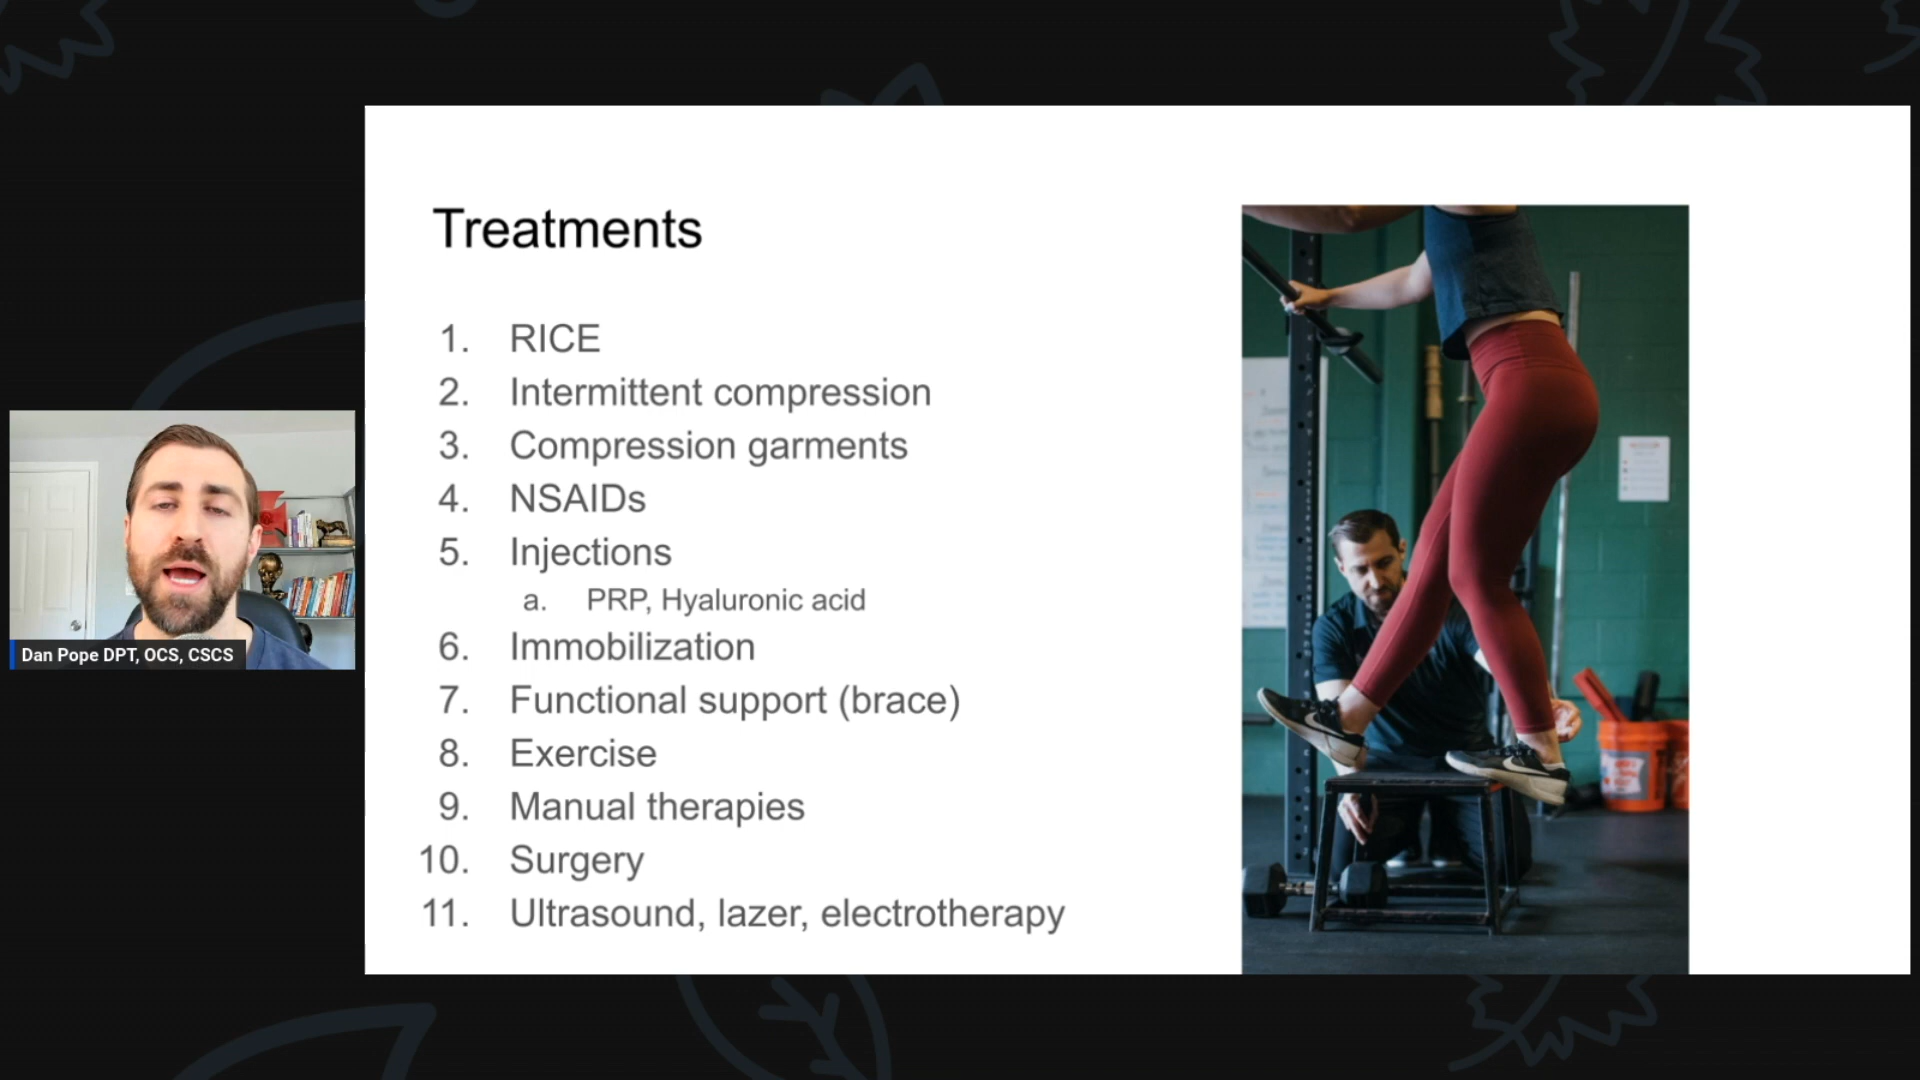 Treatments
1. RICE
2. Intermittent compression
3. Compression garments
4. NSAIDs
5. Injections
a. PRP, Hyaluronic acid
6. Immobilization
7. Functional support (brace)
8. Exercise
9. Manual therapies
10. Surgery
11. Ultrasound, lazer, electrotherapy
Dan Pope DPT, OCS, CSCS